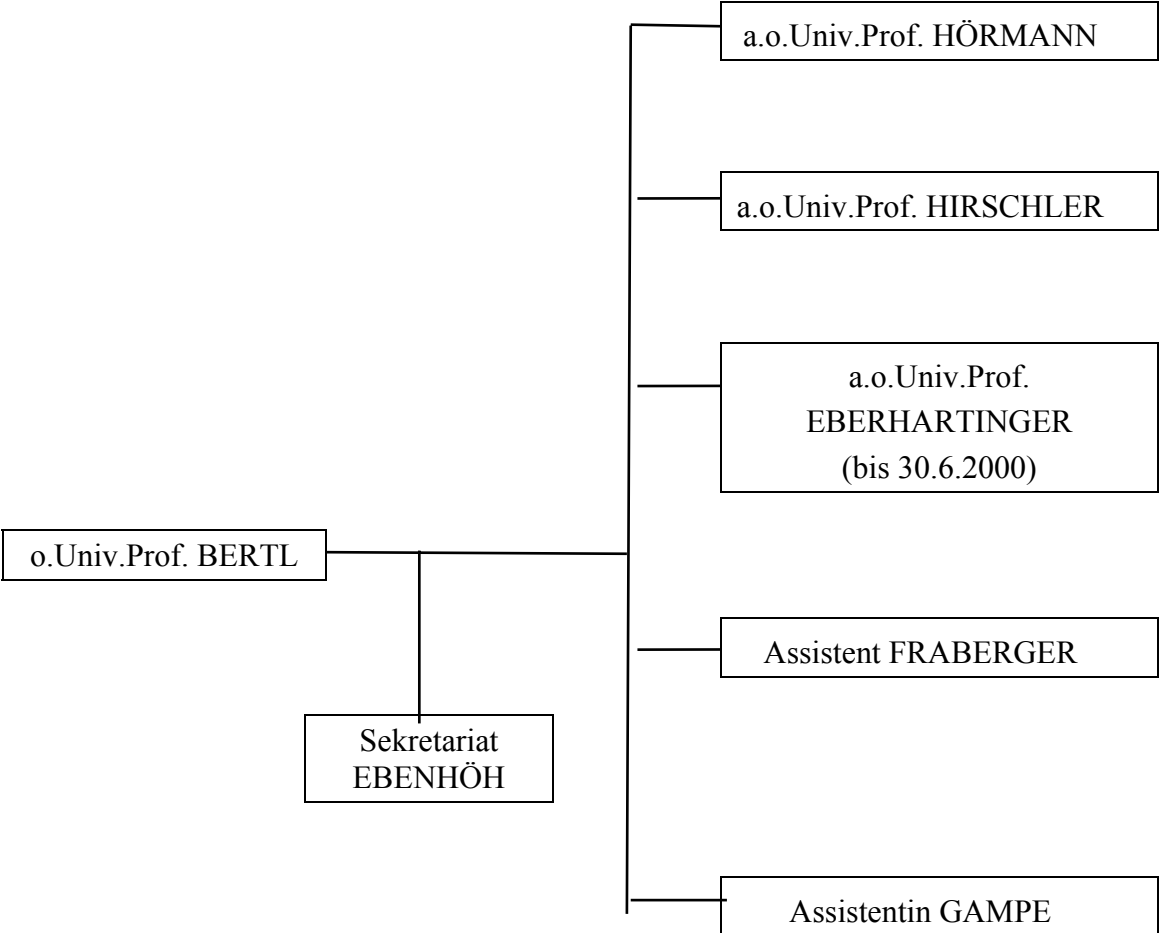 a.o.Univ.Prof. HÖRMANN
a.o.Univ.Prof. HIRSCHLER
a.o.Univ.Prof.
EBERHARTINGER
(bis 30.6.2000)
o.Univ.Prof. BERTL
Assistent FRABERGER
Sekretariat
EBENHÖH
Assistentin GAMPE